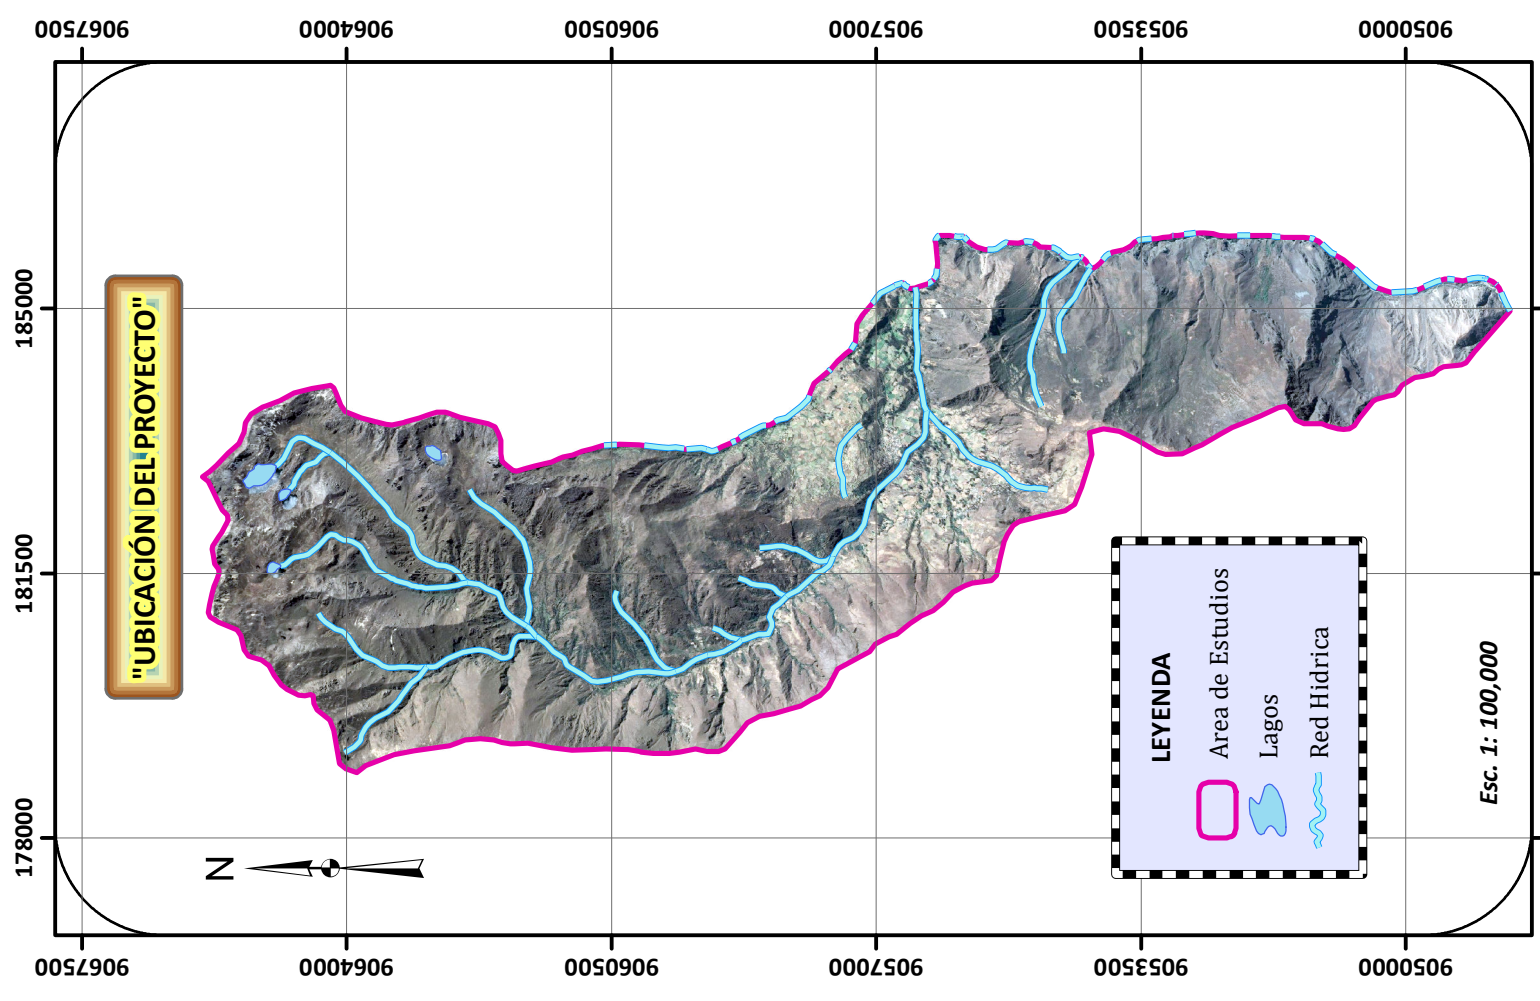 178000 181500 185000
"UBICACIÓN DEL PROYECTO"
N
9067500 9067500
9064000 9064000
9060500 9060500
9057000 9057000
9053500 9053500
9050000 9050000
LEYENDA
Area de Estudios
Lagos
Red Hidrica
Esc. 1: 100,000